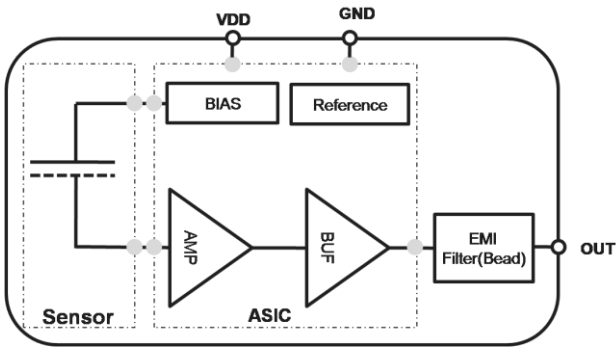 VDD
GND
BIAS
Reference
AMP
BUF
EMI
Filter(Bead)
OUT
Sensor
ASIC